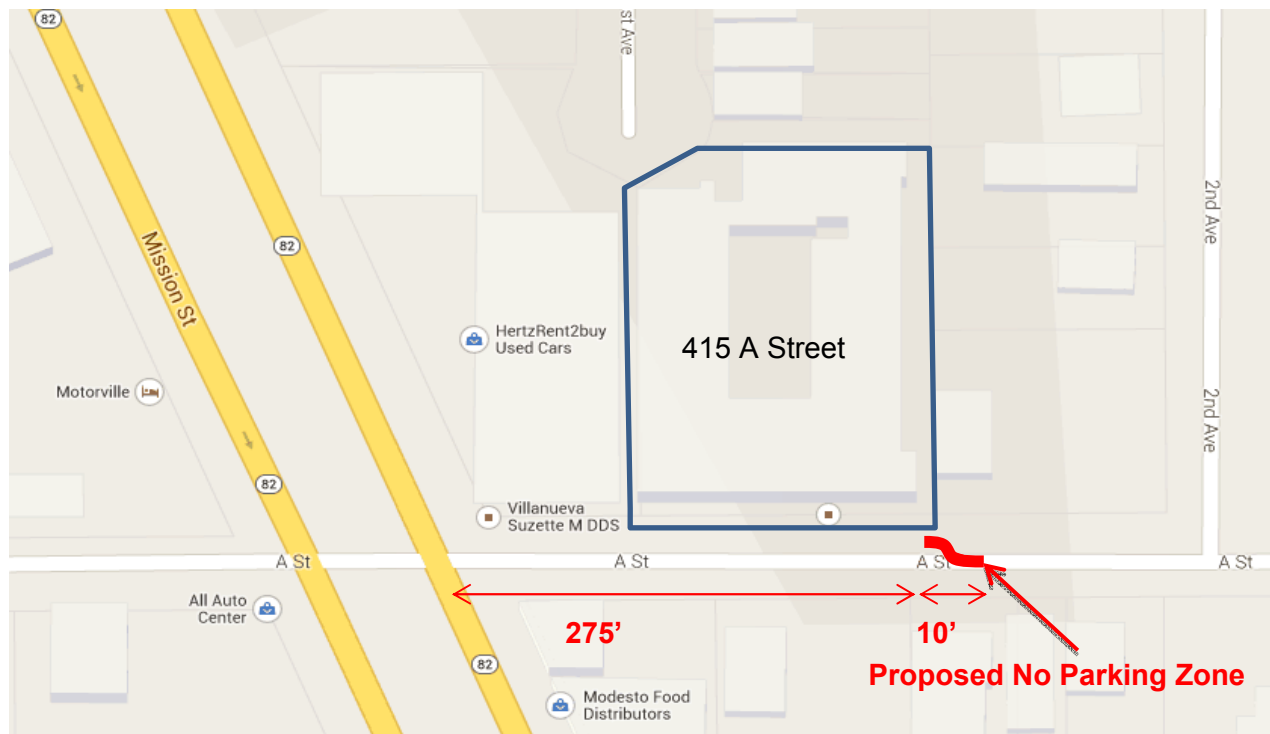 82
st Ave
2nd Ave
82
Mission St
HertzRent2buy
Used Cars
415 A Street
Motorville
2nd Ave
82
Villanueva
Suzette M DDS
A St
A St
A St
A St
All Auto
Center
275’
10’
82
Proposed No Parking Zone
Modesto Food
Distributors